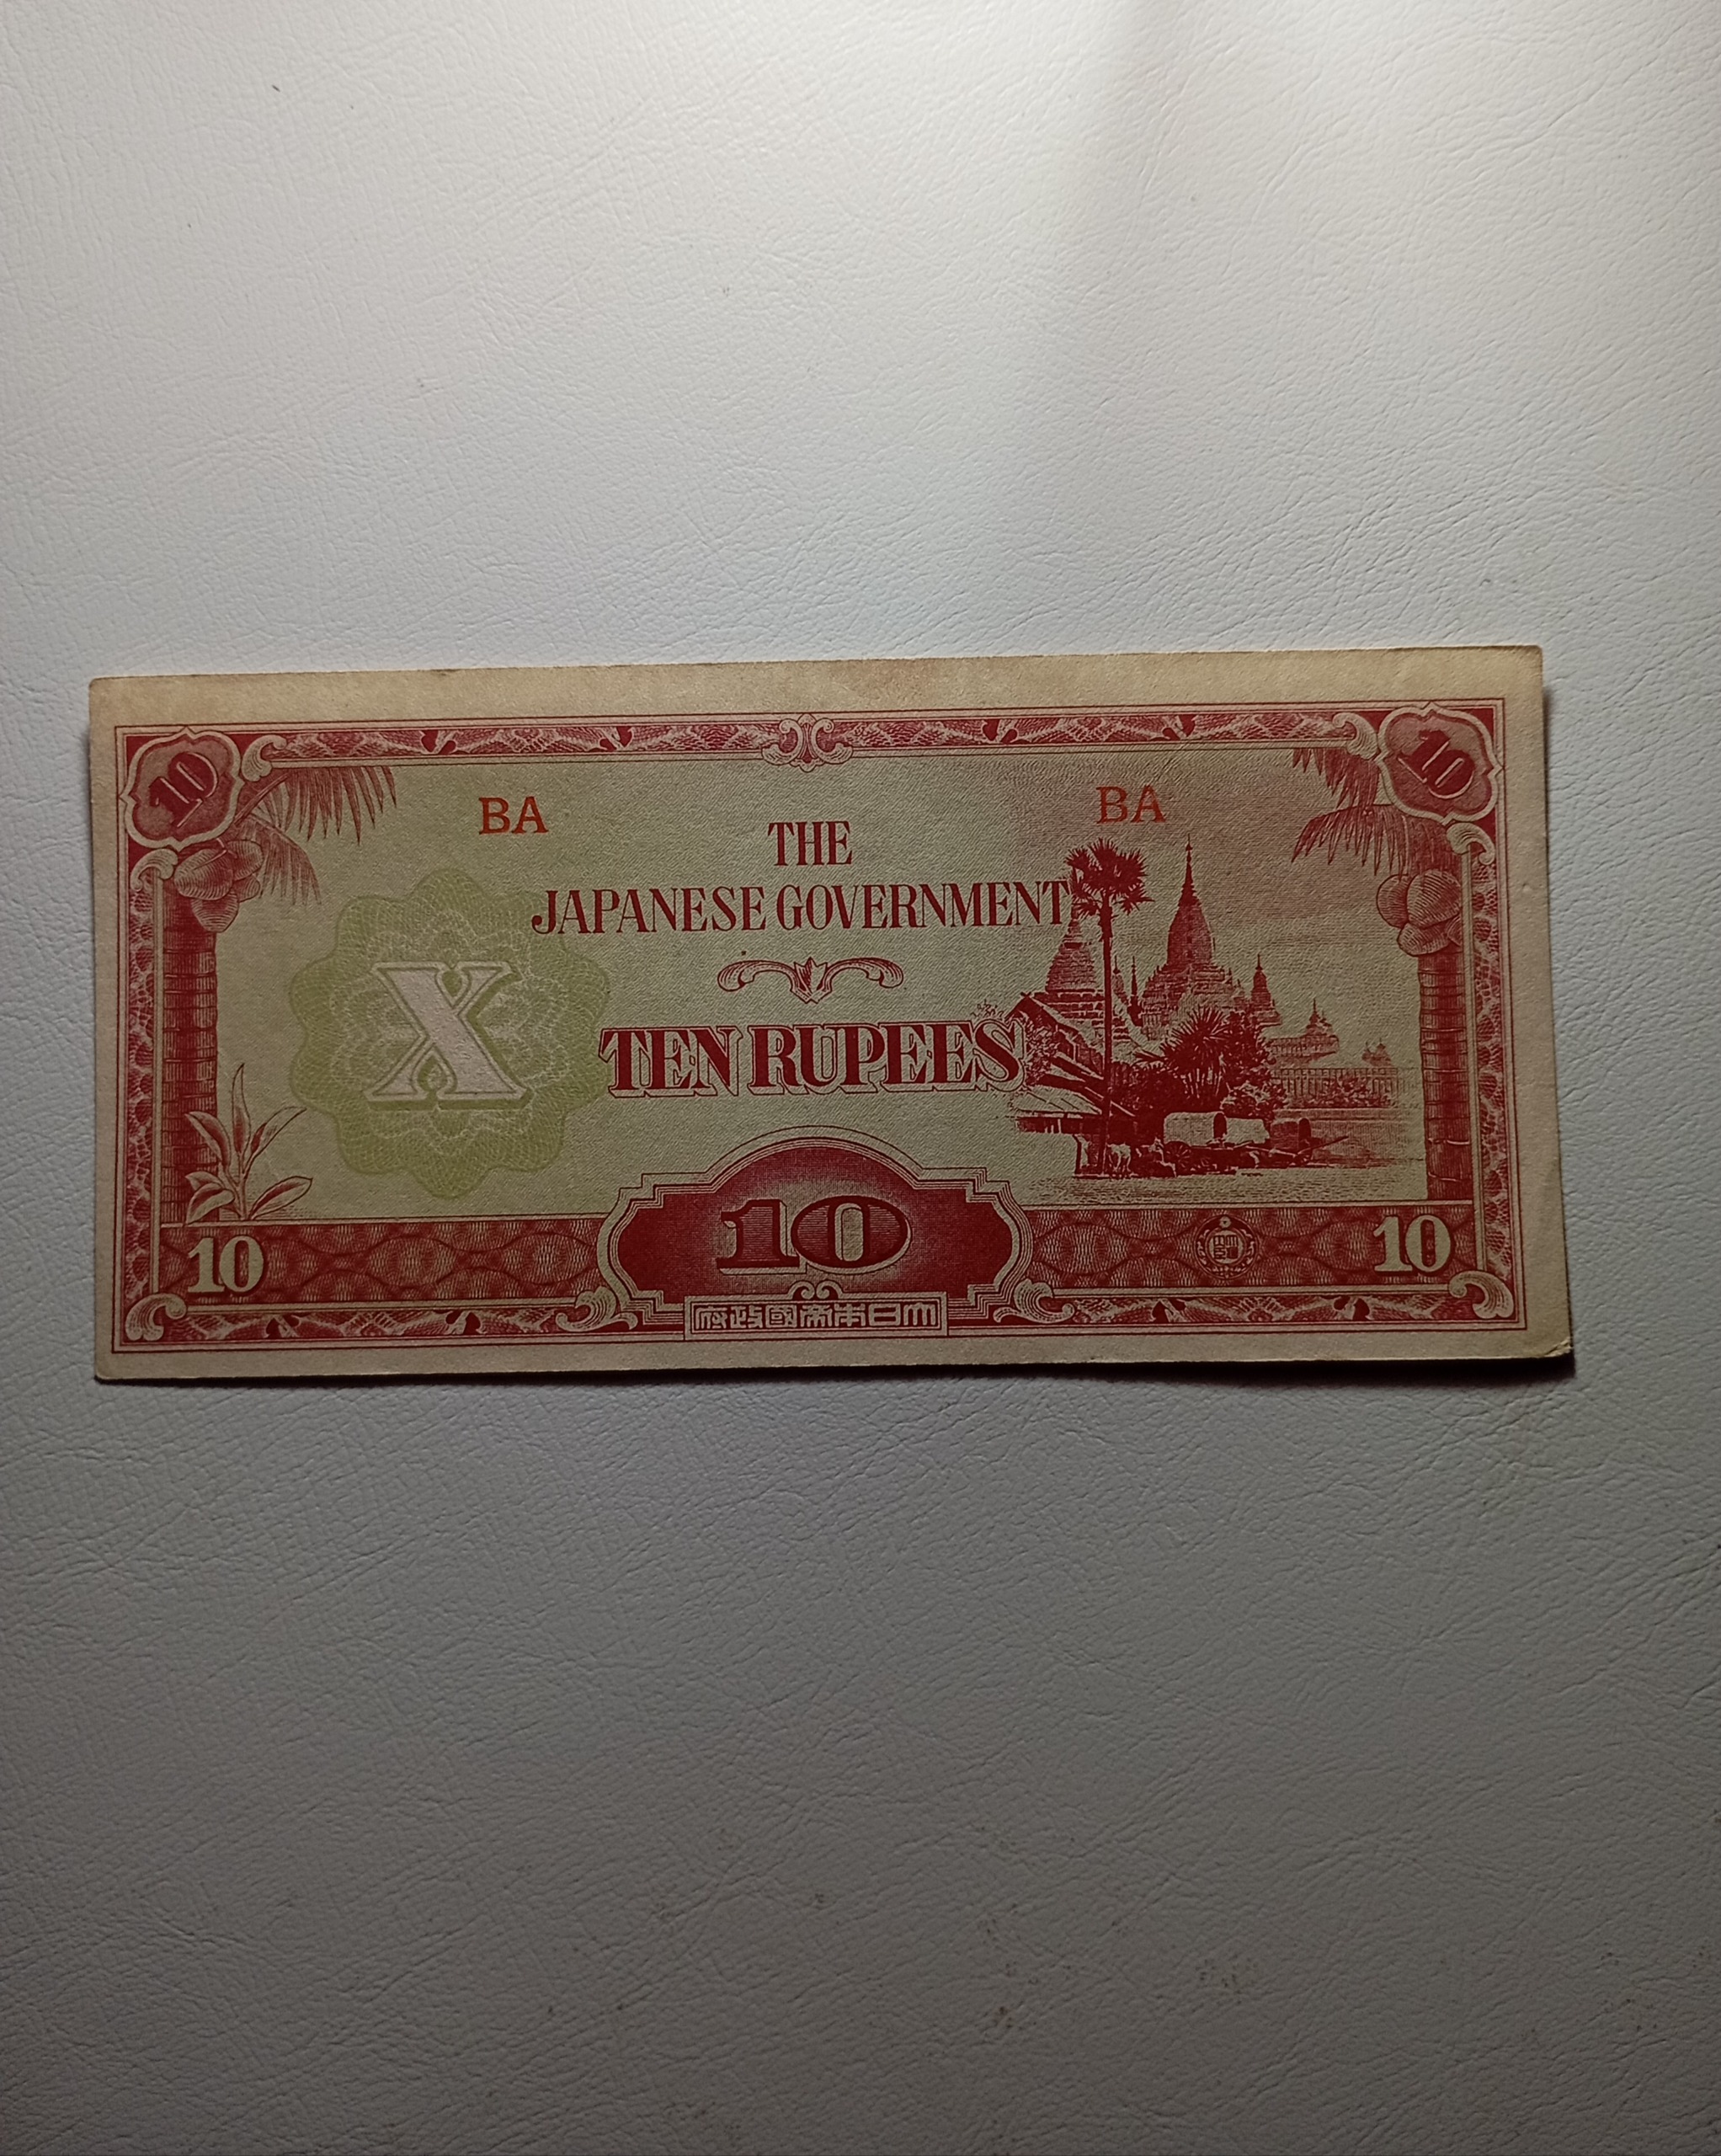 10 10
BA BA
THE
JAPANESE GOVERNMENT
X
TEN RUPEES
10 10 10
府政國帝本日大